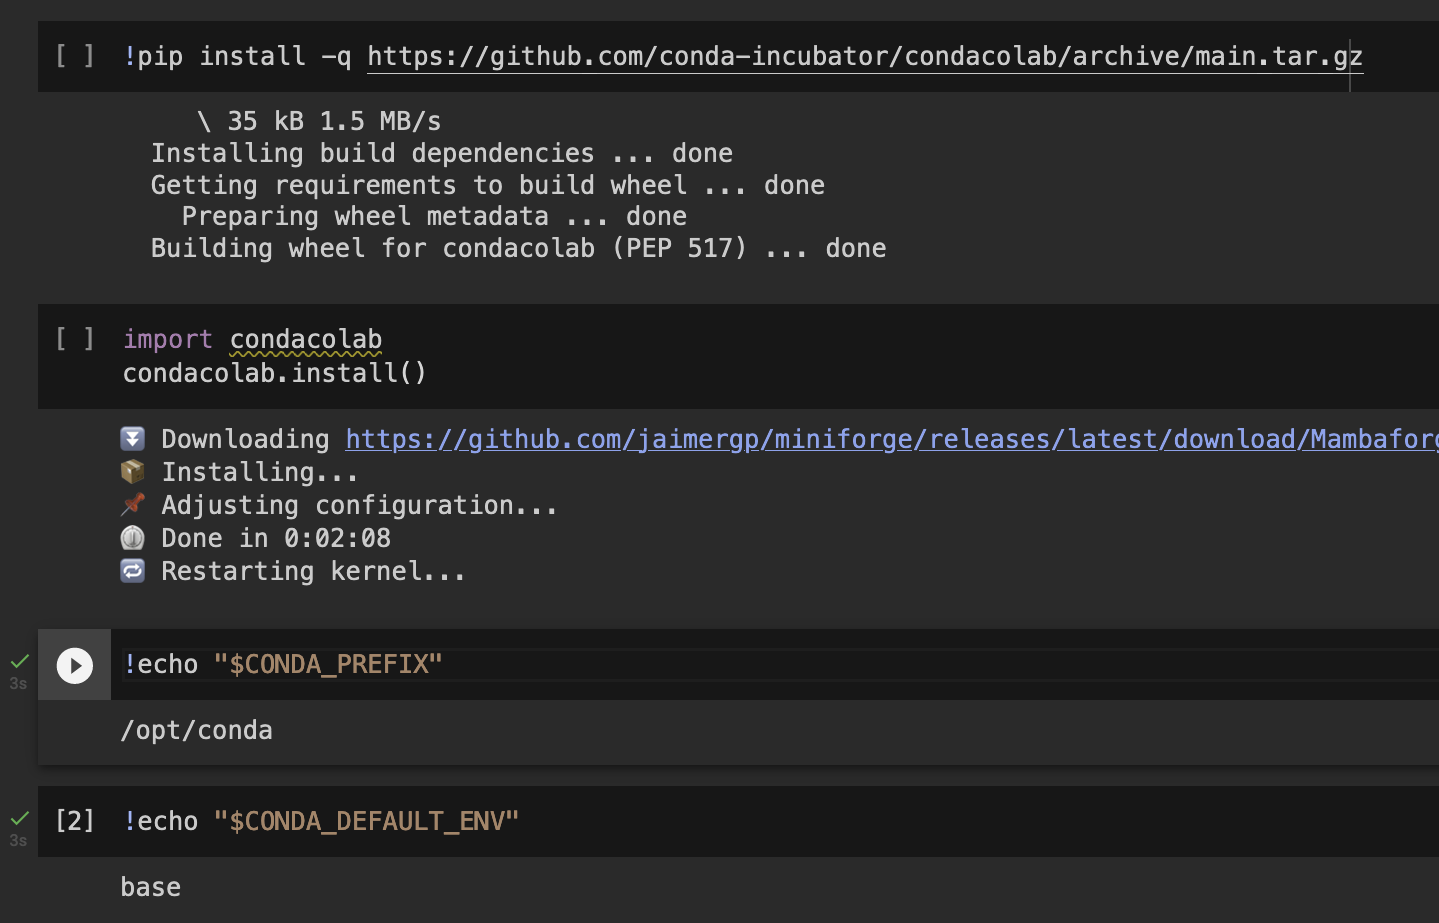 [ ] !pip install -q https://github.com/conda-incubator/condacolab/archive/main.tar.gz
\ 35 kB 1.5 MB/s
Installing build dependencies ... done
Getting requirements to build wheel ... done
Preparing wheel metadata ... done
Building wheel for condacolab (PEP 517) ... done
[ ] import condacolab
condacolab.install()
Downloading https://github.com/jaimergp/miniforge/releases/latest/download/Mambaforg
Installing...
Adjusting configuration...
Done in 0:02:08
Restarting kernel...
!echo "$CONDA_PREFIX"
3s
/opt/conda
[2] !echo "$CONDA_DEFAULT_ENV"
3s
base